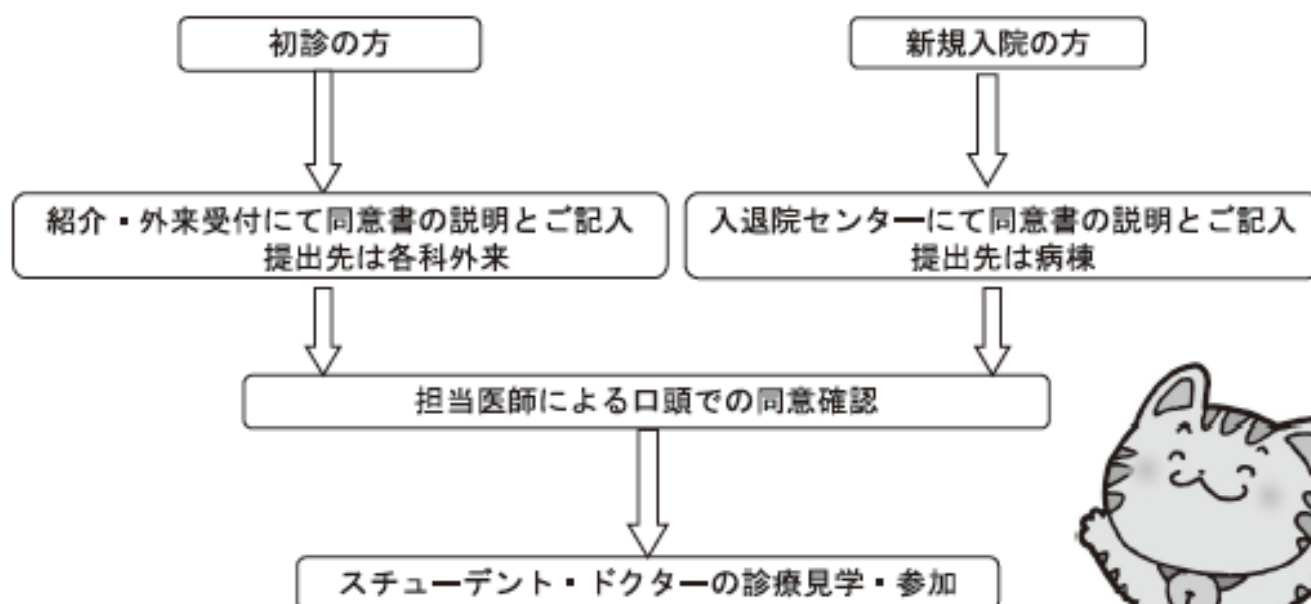 初診の方
新規入院の方
紹介・外来受付にて同意書の説明とご記入
提出先は各科外来
入退院センターにて同意書の説明とご記入
提出先は病棟
担当医師による口頭での同意確認
スチューデント・ドクターの診療見学・参加